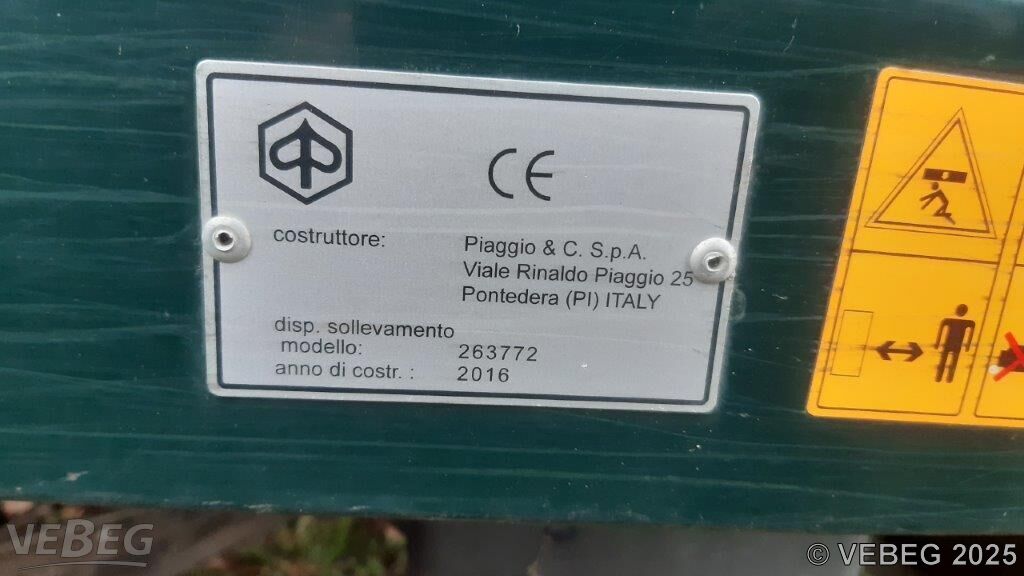 CE
costruttore: Piaggio & C. S.p.A.
Viale Rinaldo Piaggio 25
Pontedera (PI) ITALY
disp. sollevamento
modello: 263772
anno di costr. : 2016
VEBEG
© VEBEG 2025